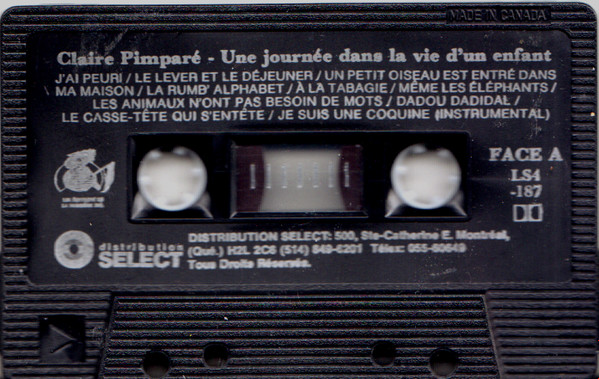 MADE IN CANADA
Claire Pimparé - Une journée dans la vie d'un enfant
J'AI PEUR! / LE LEVER ET LE DÉJEUNER / UN PETIT OISEAU EST ENTRÉ DANS
MA MAISON / LA RUMB' ALPHABET / À LA TABAGIE / MÊME LES ÉLÉPHANTS /
LES ANIMAUX N'ONT PAS BESOIN DE MOTS / DADOU DADIDAL /
LE CASSE-TÊTE QUI S'ENTÊTE / JE SUIS UNE COQUINE (INSTRUMENTAL)
FACE A
LS4
-187
distribution
SELECT
DISTRIBUTION SELECT: 500, Ste-Catherine E. Montréal,
(Qué.) H2L 2C6 (514) 849-6201 Télex: 055-60649
Tous Droits Réservés.